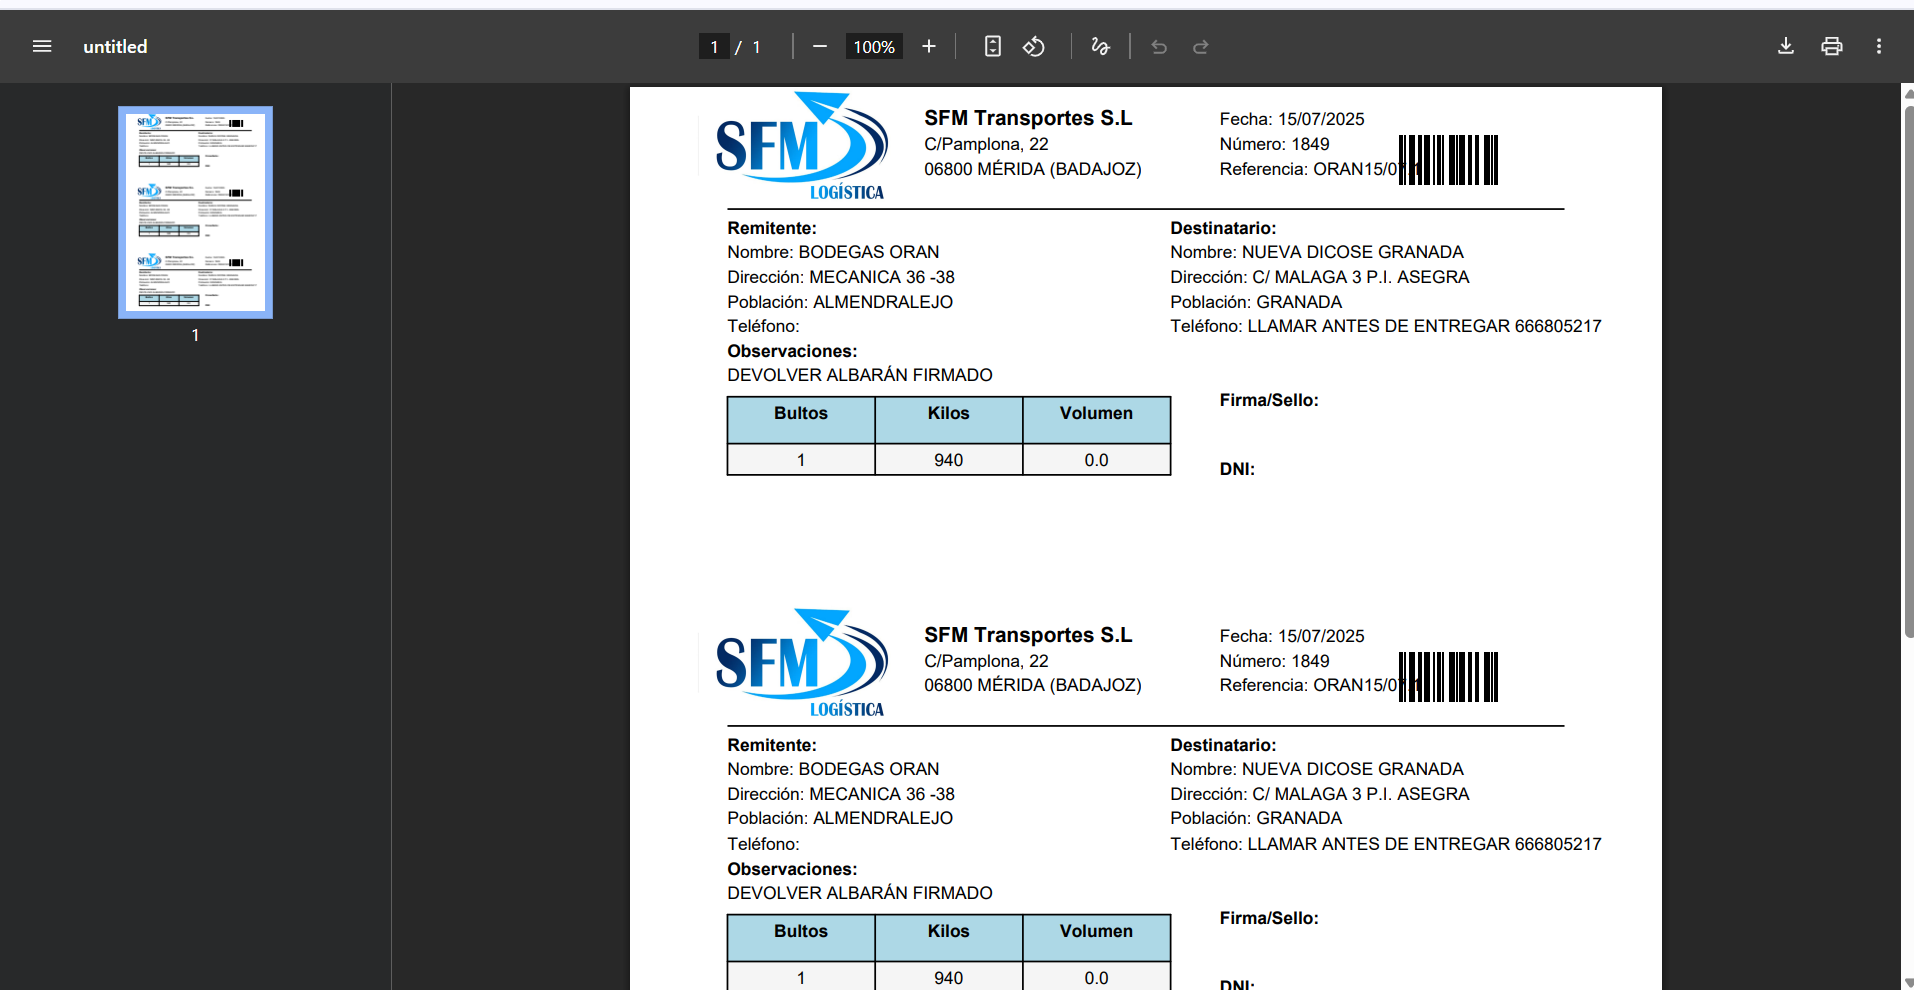 untitled
1 / 1
100%
1
SFM
LOGÍSTICA
SFM Transportes S.L
C/Pamplona, 22
06800 MÉRIDA (BADAJOZ)
Fecha: 15/07/2025
Número: 1849
Referencia: ORAN15/07
Remitente:
Nombre: BODEGAS ORAN
Dirección: MECANICA 36 -38
Población: ALMENDRALEJO
Teléfono:
Observaciones:
DEVOLVER ALBARÁN FIRMADO
Destinatario:
Nombre: NUEVA DICOSE GRANADA
Dirección: C/ MALAGA 3 P.I. ASEGRA
Población: GRANADA
Teléfono: LLAMAR ANTES DE ENTREGAR 666805217
Bultos Kilos Volumen
1 940 0.0
Firma/Sello:
DNI:
SFM
LOGÍSTICA
SFM Transportes S.L
C/Pamplona, 22
06800 MÉRIDA (BADAJOZ)
Fecha: 15/07/2025
Número: 1849
Referencia: ORAN15/07
Remitente:
Nombre: BODEGAS ORAN
Dirección: MECANICA 36 -38
Población: ALMENDRALEJO
Teléfono:
Observaciones:
DEVOLVER ALBARÁN FIRMADO
Destinatario:
Nombre: NUEVA DICOSE GRANADA
Dirección: C/ MALAGA 3 P.I. ASEGRA
Población: GRANADA
Teléfono: LLAMAR ANTES DE ENTREGAR 666805217
Bultos Kilos Volumen
1 940 0.0
Firma/Sello:
DNI: